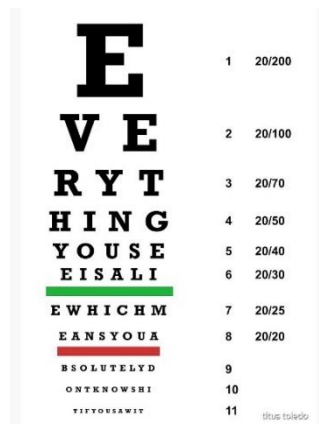 E 1 20/200
V E 2 20/100
R Y T 3 20/70
H I N G 4 20/50
Y O U S E 5 20/40
E I S A L I 6 20/30
E W H I C H M 7 20/25
E A N S Y O U A 8 20/20
B S O L U T E L Y D 9
O N T K N O W S H I 10
T I F Y O U S A W I T 11
titus toledo